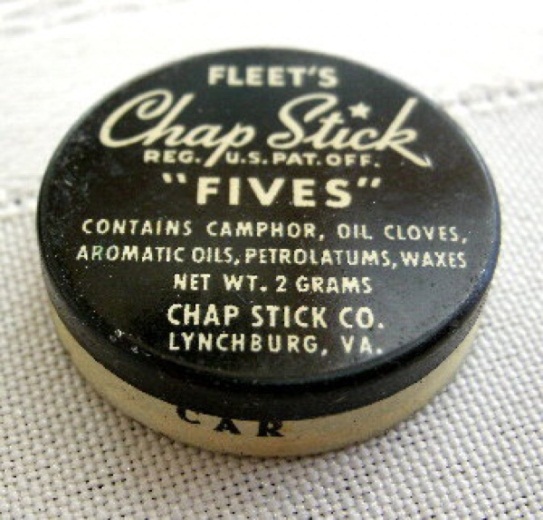 FLEET'S
Chap Stick
REG. U.S. PAT. OFF.
"FIVES"
CONTAINS CAMPHOR, OIL CLOVES,
AROMATIC OILS, PETROLATUMS, WAXES
NET WT. 2 GRAMS
CHAP STICK CO.
LYNCHBURG, VA.
CAR